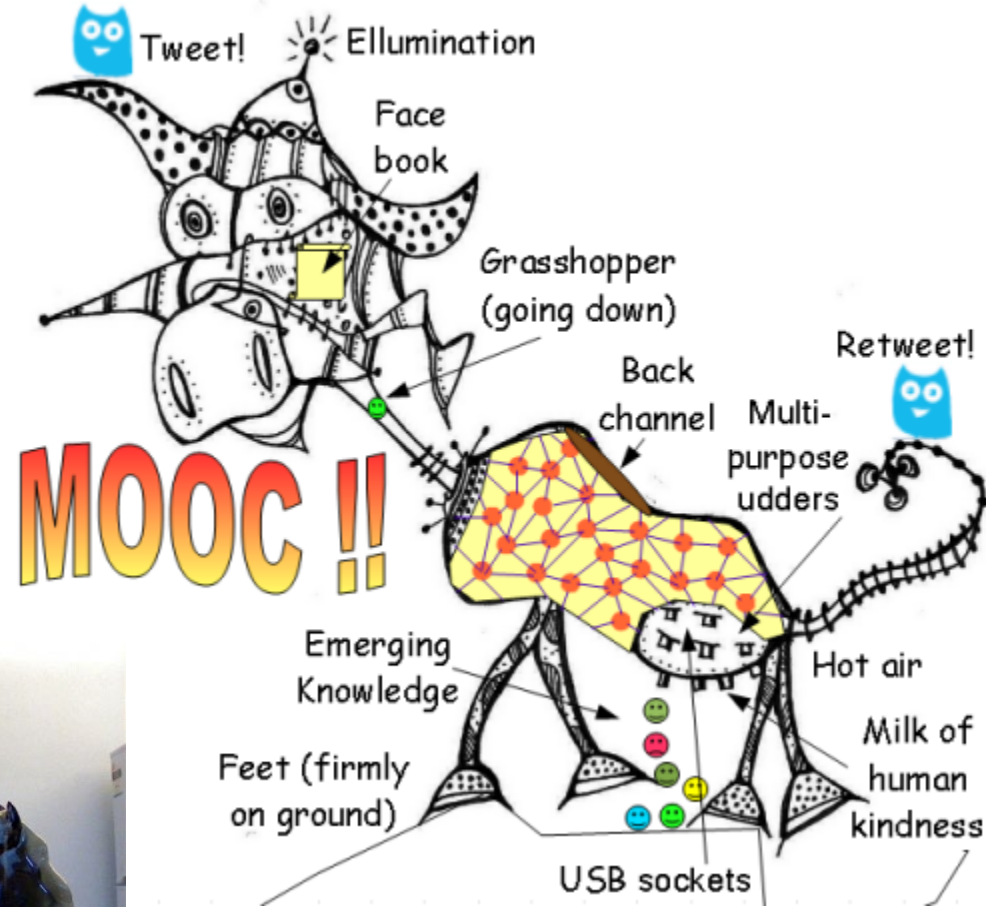 Tweet!
Ellumination
Face
book
Grasshopper
(going down)
Retweet!
Back
channel
Multi-
purpose
udders
MOOC !!
Emerging
Knowledge
Hot air
Feet (firmly
on ground)
Milk of
human
kindness
USB sockets